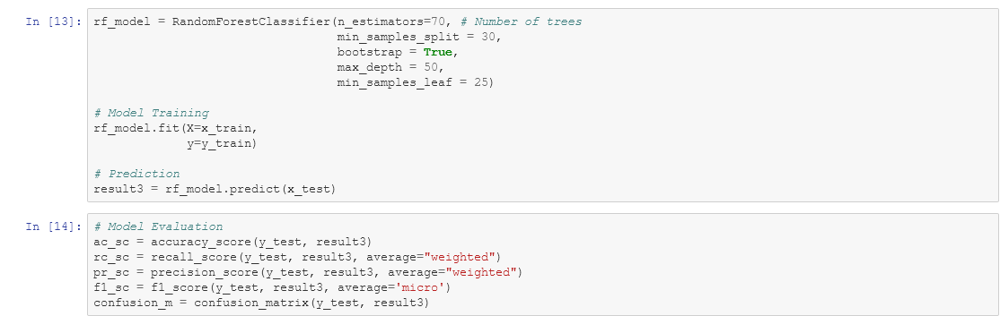 In [13]: rf_model = RandomForestClassifier(n_estimators=70, # Number of trees
min_samples_split = 30,
bootstrap = True,
max_depth = 50,
min_samples_leaf = 25)
# Model Training
rf_model.fit(X=x_train,
y=y_train)
# Prediction
result3 = rf_model.predict(x_test)
In [14]: # Model Evaluation
ac_sc = accuracy_score(y_test, result3)
rc_sc = recall_score(y_test, result3, average="weighted")
pr_sc = precision_score(y_test, result3, average="weighted")
f1_sc = f1_score(y_test, result3, average='micro')
confusion_m = confusion_matrix(y_test, result3)